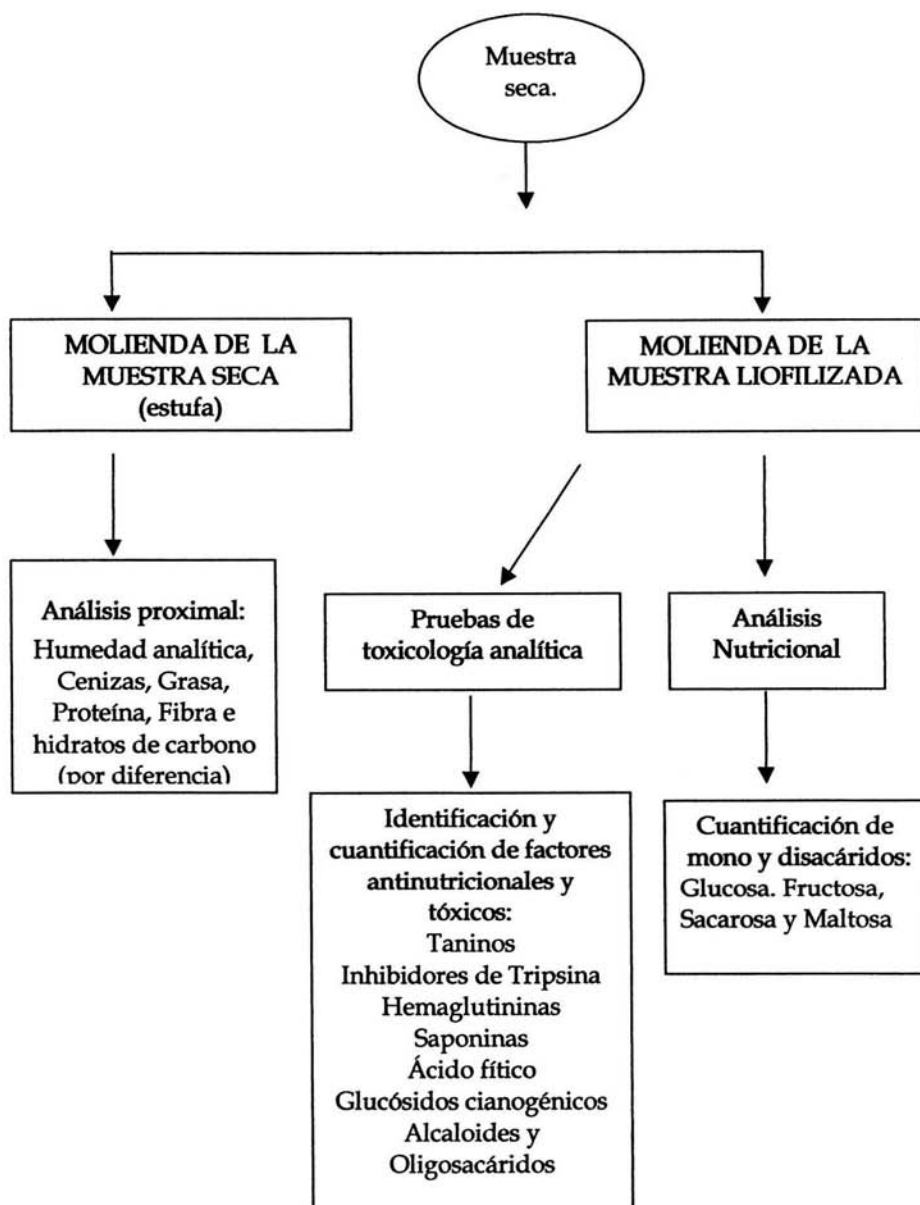 Muestra
seca.
MOLIENDA DE LA
MUESTRA SECA
(estufa)
MOLIENDA DE LA
MUESTRA LIOFILIZADA
Análisis proximal:
Humedad analítica,
Cenizas, Grasa,
Proteína, Fibra e
hidratos de carbono
(por diferencia)
Pruebas de
toxicología analítica
Análisis
Nutricional
Identificación y
cuantificación de factores
antinutricionales y
tóxicos:
Taninos
Inhibidores de Tripsina
Hemaglutininas
Saponinas
Ácido fítico
Glucósidos cianogénicos
Alcaloides y
Oligosacáridos
Cuantificación de
mono y disacáridos:
Glucosa. Fructosa,
Sacarosa y Maltosa